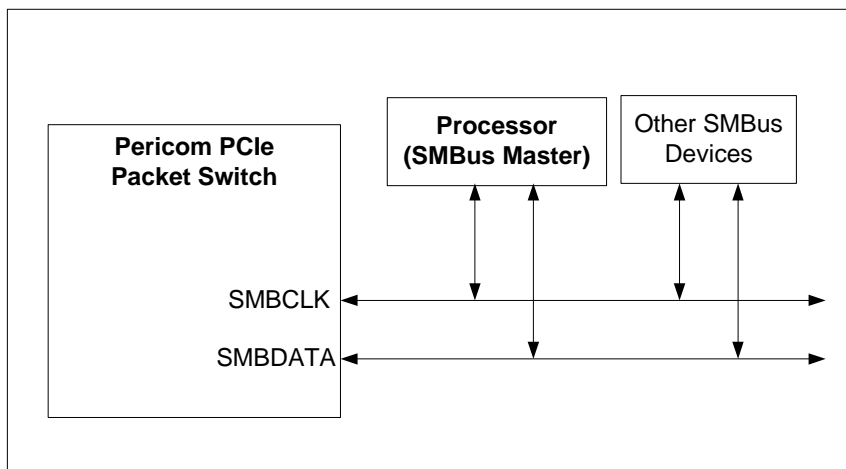 Pericom PCIe
Packet Switch
Processor
(SMBus Master)
Other SMBus
Devices
SMBCLK
SMBDATA